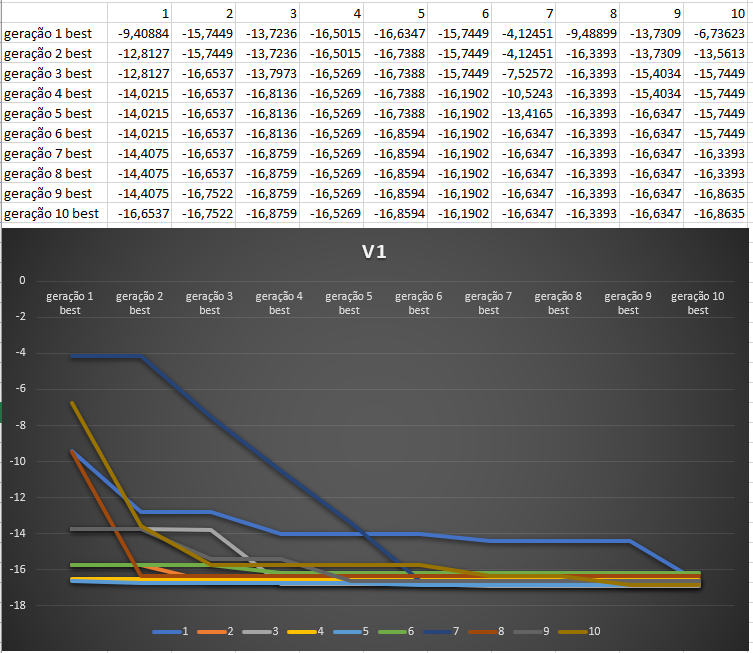 1 2 3 4 5 6 7 8 9 10
geração 1 best -9,40884 -15,7449 -13,7236 -16,5015 -16,6347 -15,7449 -4,12451 -9,48899 -13,7309 -6,73623
geração 2 best -12,8127 -15,7449 -13,7236 -16,5015 -16,7388 -15,7449 -4,12451 -16,3393 -13,7309 -13,5613
geração 3 best -12,8127 -16,6537 -13,7973 -16,5269 -16,7388 -15,7449 -7,52572 -16,3393 -15,4034 -15,7449
geração 4 best -14,0215 -16,6537 -16,8136 -16,5269 -16,7388 -16,1902 -10,5243 -16,3393 -15,4034 -15,7449
geração 5 best -14,0215 -16,6537 -16,8136 -16,5269 -16,7388 -16,1902 -13,4165 -16,3393 -16,6347 -15,7449
geração 6 best -14,0215 -16,6537 -16,8136 -16,5269 -16,8594 -16,1902 -16,6347 -16,3393 -16,6347 -15,7449
geração 7 best -14,4075 -16,6537 -16,8759 -16,5269 -16,8594 -16,1902 -16,6347 -16,3393 -16,6347 -16,3393
geração 8 best -14,4075 -16,6537 -16,8759 -16,5269 -16,8594 -16,1902 -16,6347 -16,3393 -16,6347 -16,3393
geração 9 best -14,4075 -16,7522 -16,8759 -16,5269 -16,8594 -16,1902 -16,6347 -16,3393 -16,6347 -16,8635
geração 10 best -16,6537 -16,7522 -16,8759 -16,5269 -16,8594 -16,1902 -16,6347 -16,3393 -16,6347 -16,8635
V1
0
geração 1 geração 2 geração 3 geração 4 geração 5 geração 6 geração 7 geração 8 geração 9 geração 10
best best best best best best best best best best
-2
-4
-6
-8
-10
-12
-14
-16
-18
1 2 3 4 5 6 7 8 9 10